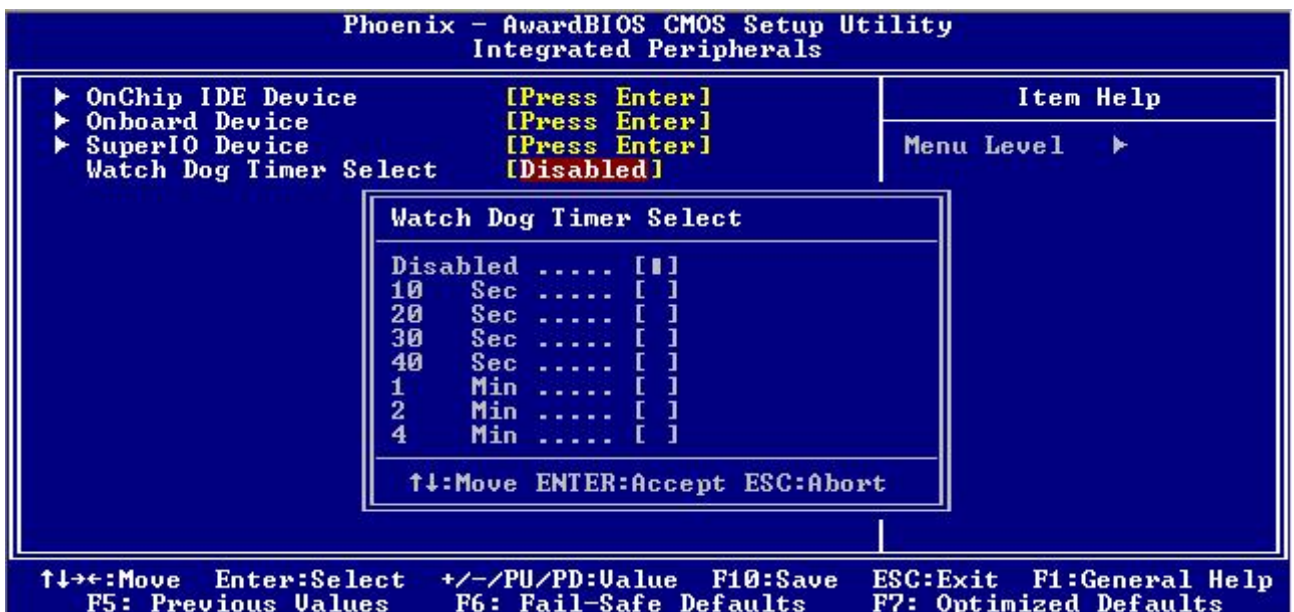 Phoenix - AwardBIOS CMOS Setup Utility
Integrated Peripherals
▶ OnChip IDE Device [Press Enter]
▶ Onboard Device [Press Enter]
▶ SuperIO Device [Press Enter]
Watch Dog Timer Select [Disabled]
Item Help
Menu Level ▶
Watch Dog Timer Select
Disabled ..... [▮]
10 Sec ..... [ ]
20 Sec ..... [ ]
30 Sec ..... [ ]
40 Sec ..... [ ]
1 Min ..... [ ]
2 Min ..... [ ]
4 Min ..... [ ]
↑↓:Move ENTER:Accept ESC:Abort
↑↓→←:Move Enter:Select +/-/PU/PD:Value F10:Save ESC:Exit F1:General Help
F5: Previous Values F6: Fail-Safe Defaults F7: Optimized Defaults